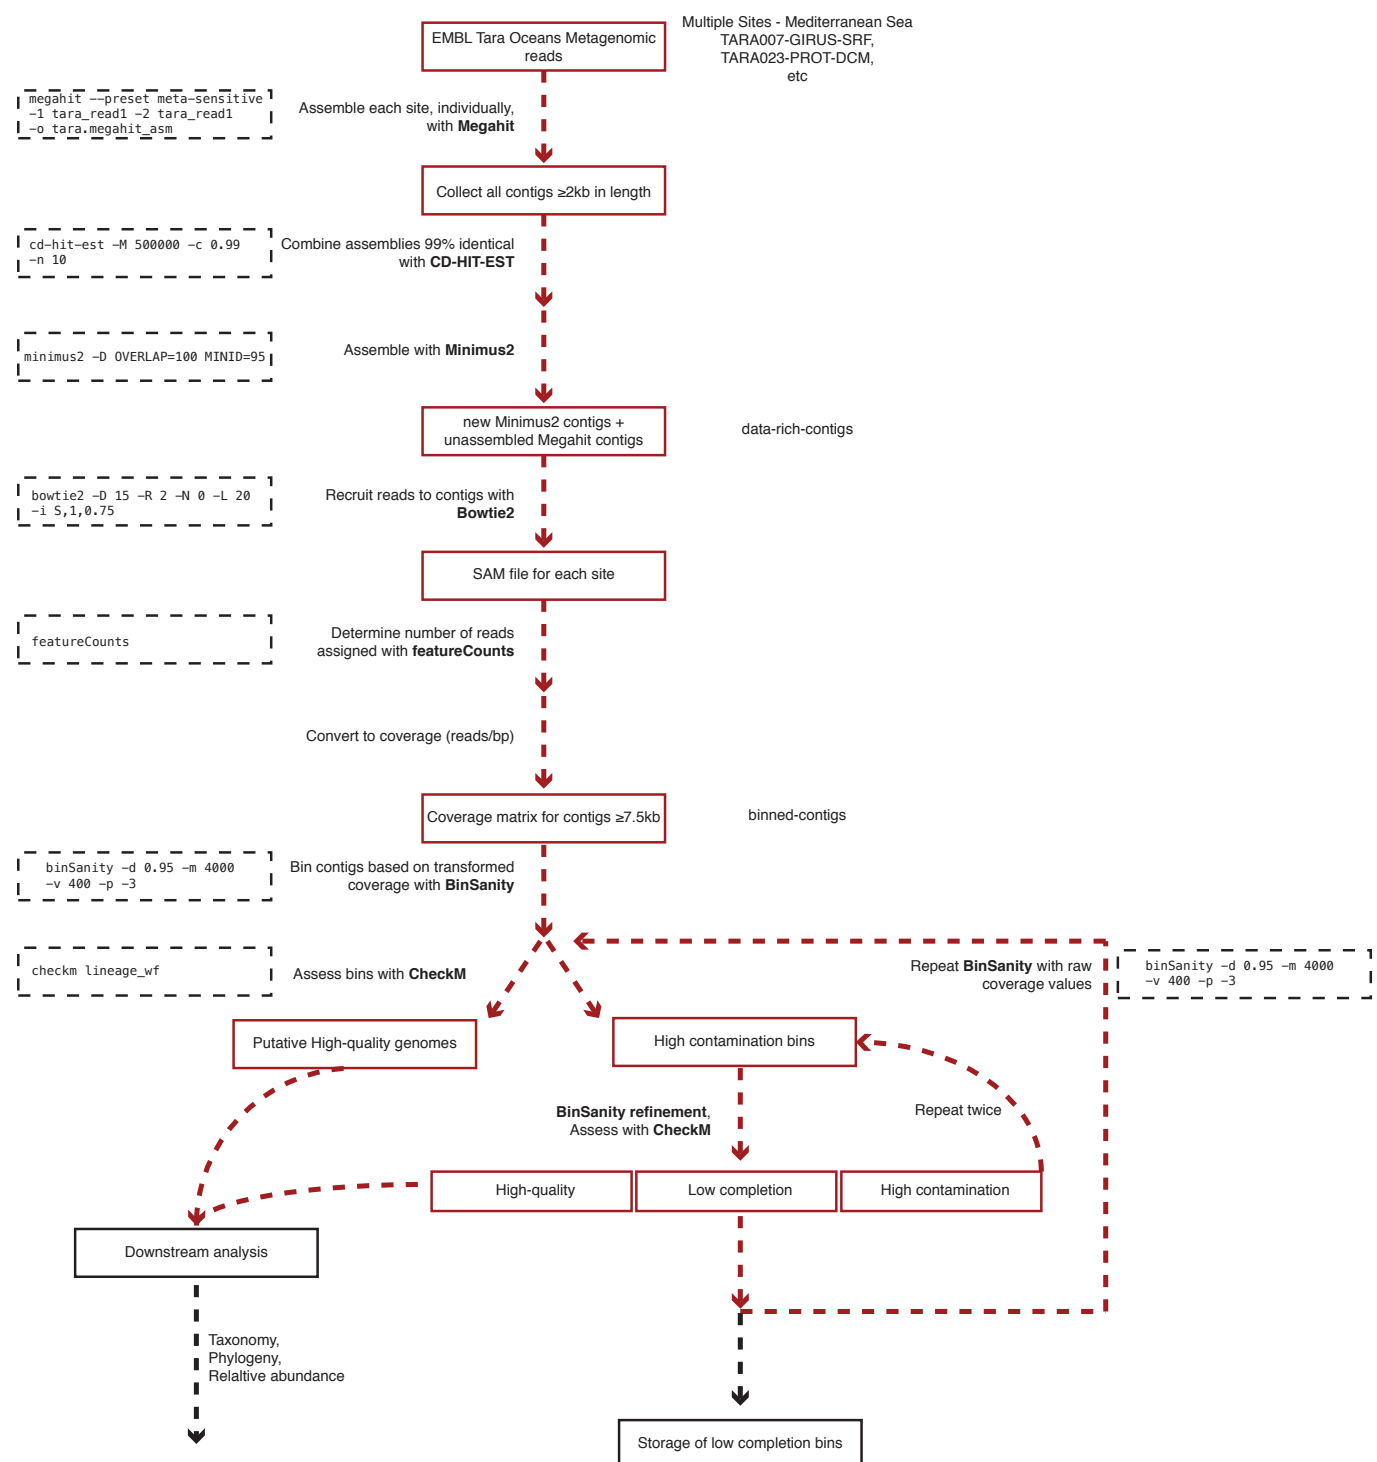 EMBL Tara Oceans Metagenomic
reads
Multiple Sites - Mediterranean Sea
TARA007-GIRUS-SRF,
TARA023-PROT-DCM,
etc
megahit --preset meta-sensitive
-1 tara_read1 -2 tara_read1
-o tara.megahit_asm
Assemble each site, individually,
with Megahit
Collect all contigs ≥2kb in length
cd-hit-est -M 500000 -c 0.99
-n 10
Combine assemblies 99% identical
with CD-HIT-EST
minimus2 -D OVERLAP=100 MINID=95
Assemble with Minimus2
new Minimus2 contigs +
unassembled Megahit contigs
data-rich-contigs
bowtie2 -D 15 -R 2 -N 0 -L 20
-i S,1,0.75
Recruit reads to contigs with
Bowtie2
SAM file for each site
featureCounts
Determine number of reads
assigned with featureCounts
Convert to coverage (reads/bp)
Coverage matrix for contigs ≥7.5kb
binned-contigs
binSanity -d 0.95 -m 4000
-v 400 -p -3
Bin contigs based on transformed
coverage with BinSanity
checkm lineage_wf
Assess bins with CheckM
Repeat BinSanity with raw
coverage values
binSanity -d 0.95 -m 4000
-v 400 -p -3
Putative High-quality genomes
High contamination bins
BinSanity refinement,
Assess with CheckM
Repeat twice
High-quality
Low completion
High contamination
Downstream analysis
Taxonomy,
Phylogeny,
Relaltive abundance
Storage of low completion bins